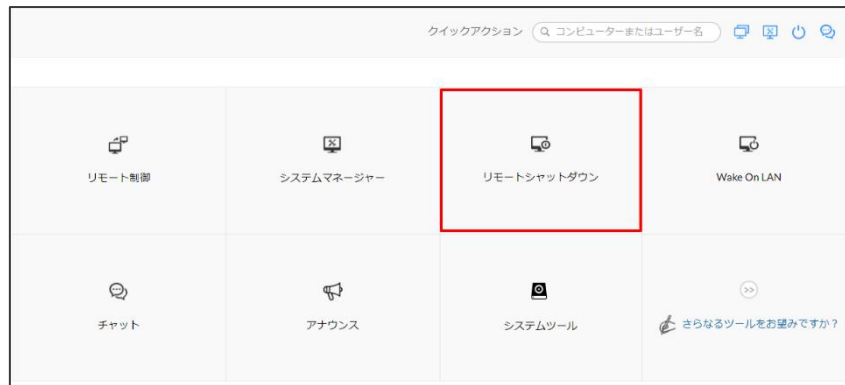 クイックアクション
コンピューターまたはユーザー名
リモート制御
システムマネージャー
リモートシャットダウン
Wake On LAN
チャット
アナウンス
システムツール
さらなるツールをお望みですか？